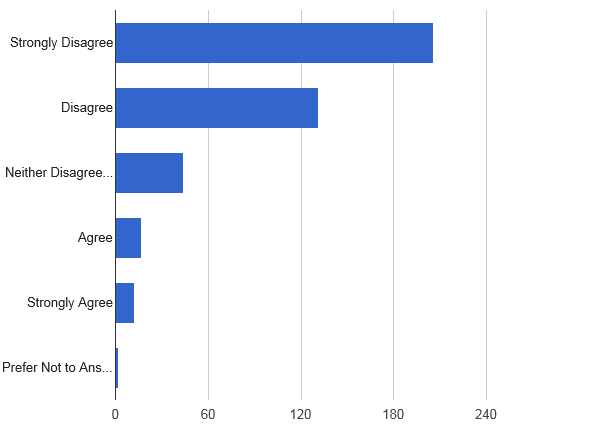 Strongly Disagree
Disagree
Neither Disagree...
Agree
Strongly Agree
Prefer Not to Ans...
0 60 120 180 240